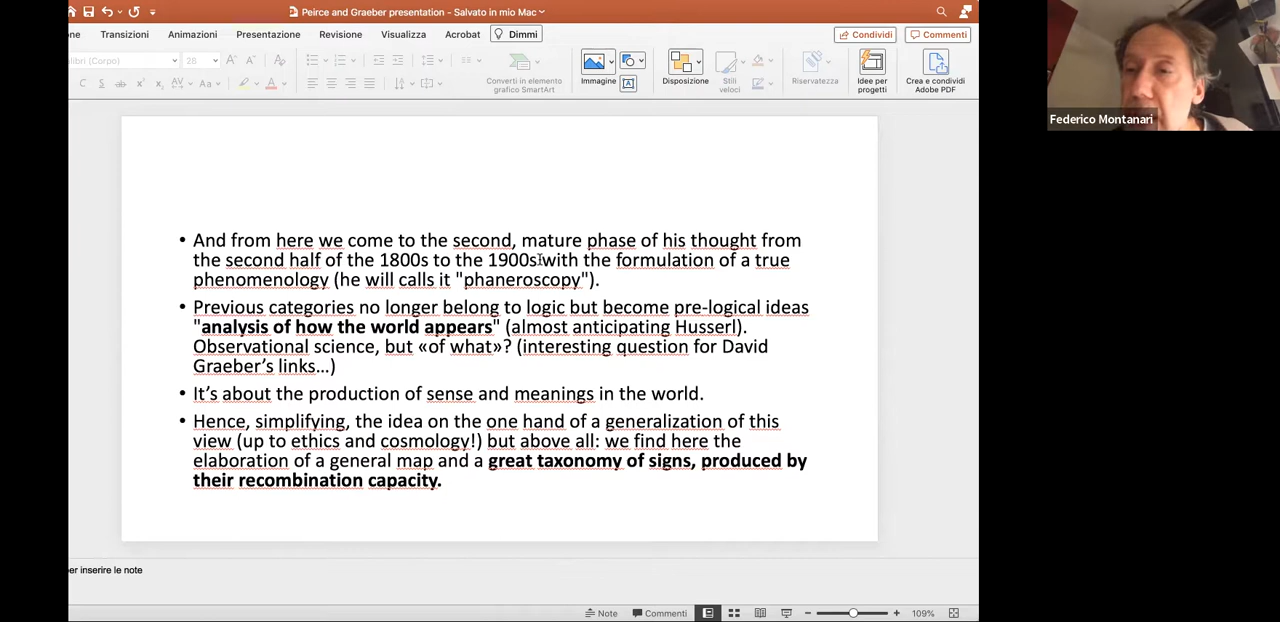 Peirce and Graeber presentation - Salvato in mio Mac
Transizioni Animazioni Presentazione Revisione Visualizza Acrobat Dimmi
Condividi Commenti
28
Converti in elemento
grafico SmartArt
Immagine
Disposizione
Stili
veloci
Riservatezza
Idee per
progetti
Crea e condividi
Adobe PDF
Federico Montanari
• And from here we come to the second, mature phase of his thought from
the second half of the 1800s to the 1900s with the formulation of a true
phenomenology (he will calls it "phaneroscopy").
• Previous categories no longer belong to logic but become pre-logical ideas
"analysis of how the world appears" (almost anticipating Husserl).
Observational science, but «of what»? (interesting question for David
Graeber’s links…)
• It’s about the production of sense and meanings in the world.
• Hence, simplifying, the idea on the one hand of a generalization of this
view (up to ethics and cosmology!) but above all: we find here the
elaboration of a general map and a great taxonomy of signs, produced by
their recombination capacity.
er inserire le note
Note Commenti 109%